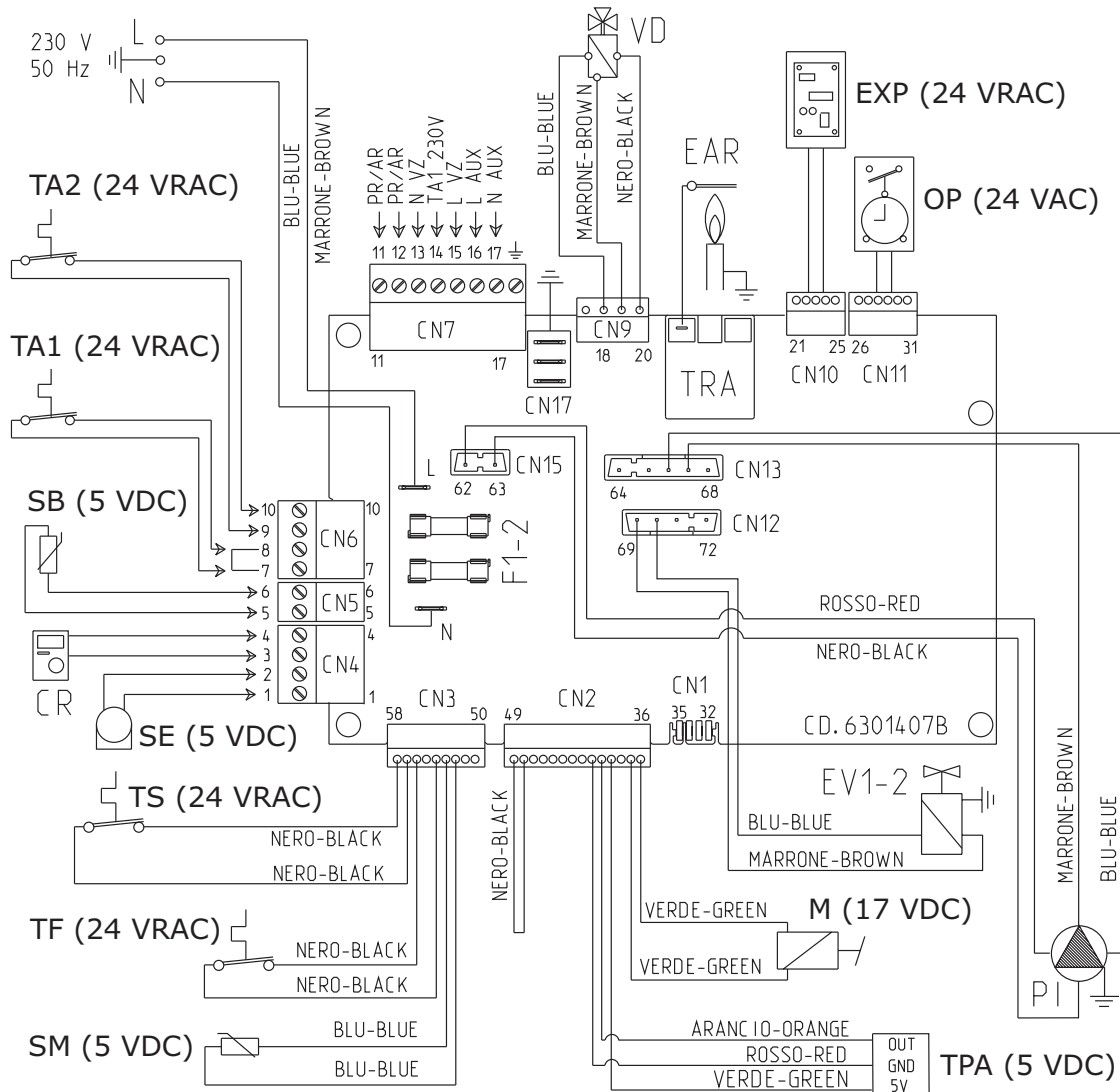 230 V
50 Hz
L
N
BLU-BLUE
MARRONE-BROWN
PR/AR
PR/AR
N VZ
TA1_230V
L VZ
L AUX
N AUX
11 12 13 14 15 16 17
CN7
11 17
CN17
VD
BLU-BLUE
MARRONE-BROWN
NERO-BLACK
CN9
18 20
EAR
TRA
EXP (24 VRAC)
OP (24 VAC)
21 25 26 31
CN10 CN11
TA2 (24 VRAC)
TA1 (24 VRAC)
SB (5 VDC)
CR
SE (5 VDC)
10
9
8
7
6
5
4
3
2
1
10
CN6
7
6
CN5
5
4
CN4
1
L
F1-2
N
CN15
62 63
CN13
64 68
CN12
69 72
ROSSO-RED
NERO-BLACK
CN1
35 32
CD.6301407B
58 CN3 50
49 CN2 36
TS (24 VRAC)
NERO-BLACK
NERO-BLACK
TF (24 VRAC)
NERO-BLACK
NERO-BLACK
SM (5 VDC)
BLU-BLUE
BLU-BLUE
NERO-BLACK
EV1-2
BLU-BLUE
MARRONE-BROWN
MARRONE-BROWN
BLU-BLUE
VERDE-GREEN
M (17 VDC)
VERDE-GREEN
PI
ARANCIO-ORANGE
ROSSO-RED
VERDE-GREEN
OUT
GND
5V
TPA (5 VDC)